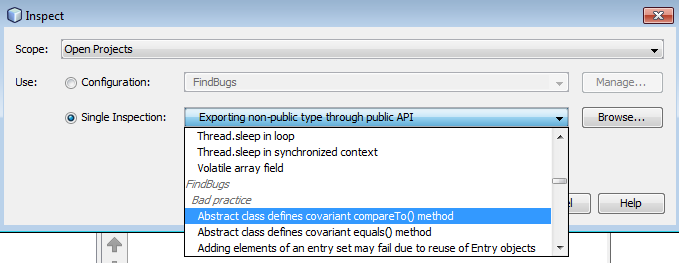 Inspect
Scope: Open Projects
Use: Configuration: FindBugs Manage...
Single Inspection: Exporting non-public type through public API Browse...
Thread.sleep in loop
Thread.sleep in synchronized context
Volatile array field
FindBugs
Bad practice
Abstract class defines covariant compareTo() method
Help
Abstract class defines covariant equals() method
Adding elements of an entry set may fail due to reuse of Entry objects